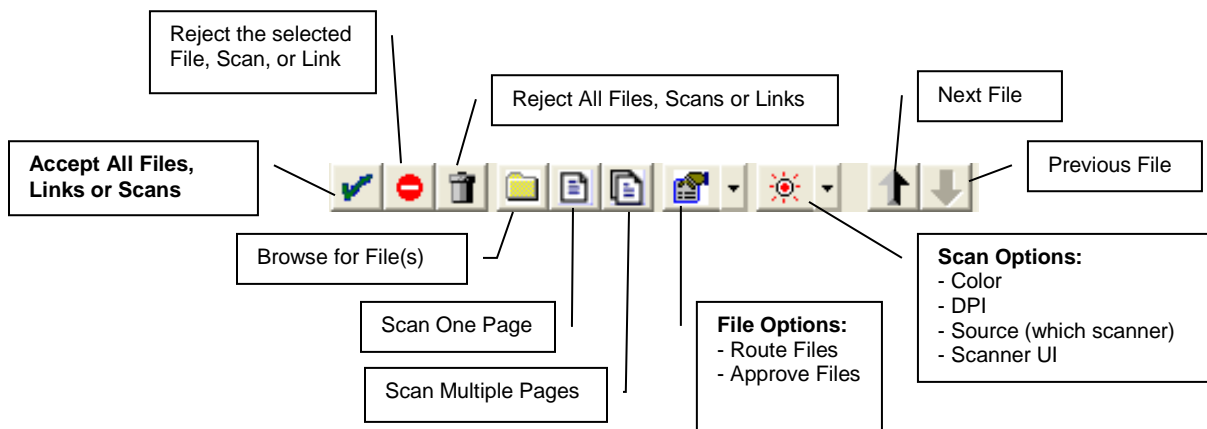 Reject the selected
File, Scan, or Link
Reject All Files, Scans or Links
Next File
Accept All Files,
Links or Scans
Previous File
Browse for File(s)
Scan One Page
Scan Multiple Pages
File Options:
- Route Files
- Approve Files
Scan Options:
- Color
- DPI
- Source (which scanner)
- Scanner UI